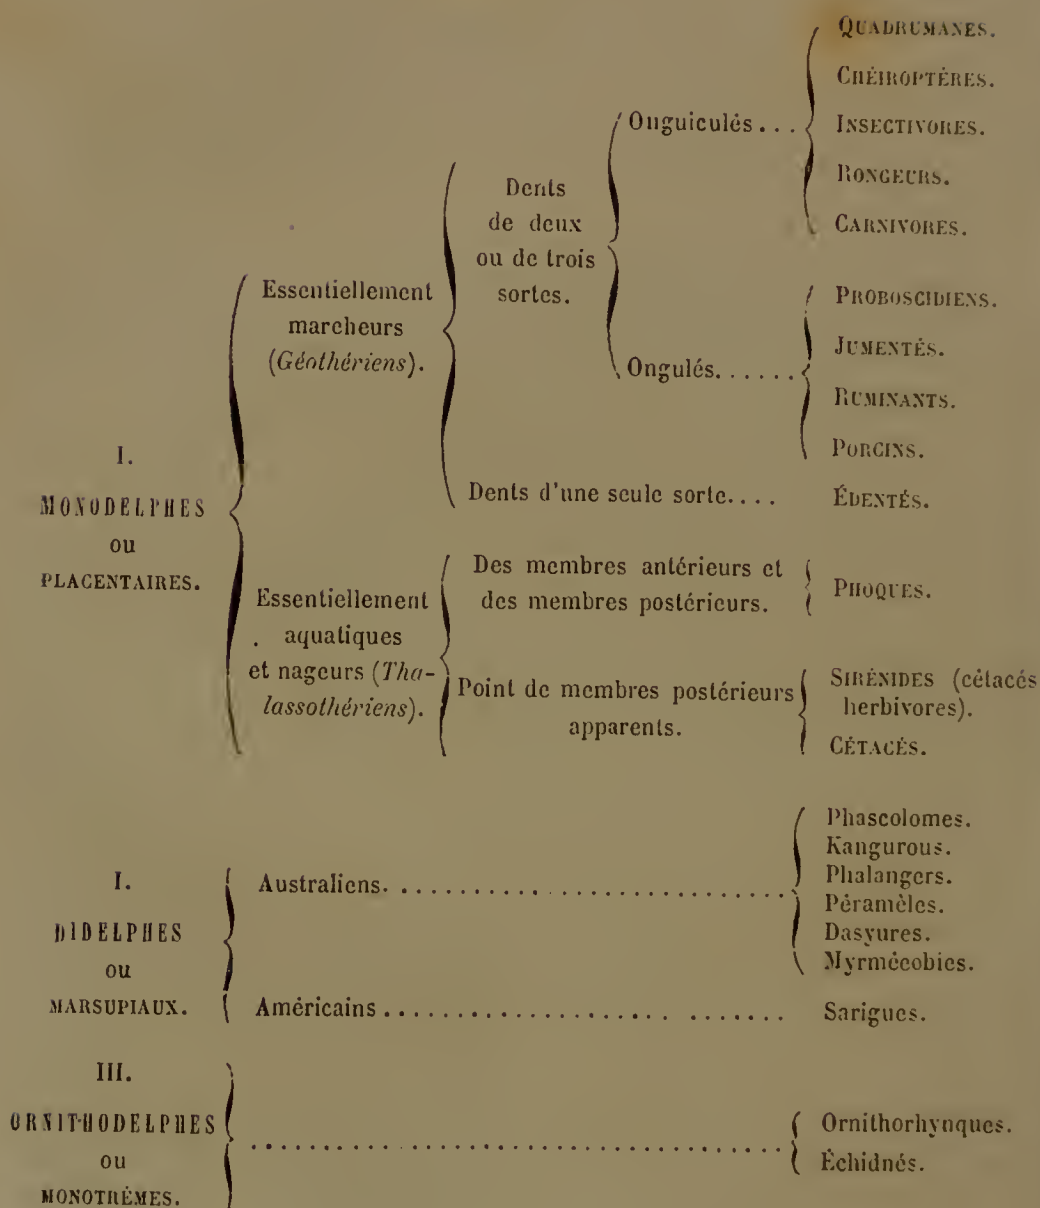 QUADRUMANES.
CHÉIROPTÈRES.
Onguiculés...
INSECTIVORES.
RONGEURS.
CARNIVORES.
Dents
de deux
ou de trois
sortes.
Essentiellement
marcheurs
(Géothériens).
PROBOSCIDIENS.
JUMENTÉS.
Ongulés......
RUMINANTS.
PORCINS.
I.
MONODELPHES
ou
PLACENTAIRES.
Dents d'une seule sorte....
ÉDENTÉS.
Essentiellement
aquatiques
et nageurs (Tha-
lassothériens).
Des membres antérieurs et
des membres postérieurs.
PHOQUES.
Point de membres postérieurs
apparents.
SIRÉNIDES (cétacés
herbivores).
CÉTACÉS.
I.
DIDELPHES
ou
MARSUPIAUX.
Australiens. ................................
Phascolomes.
Kangurous.
Phalangers.
Péramèles.
Dasyures.
Myrmécobies.
Américains ..................... .......
Sarigues.
III.
ORNITHODELPHES
ou
MONOTRÈMES.
........................................
Ornithorhynques.
Échidnés.